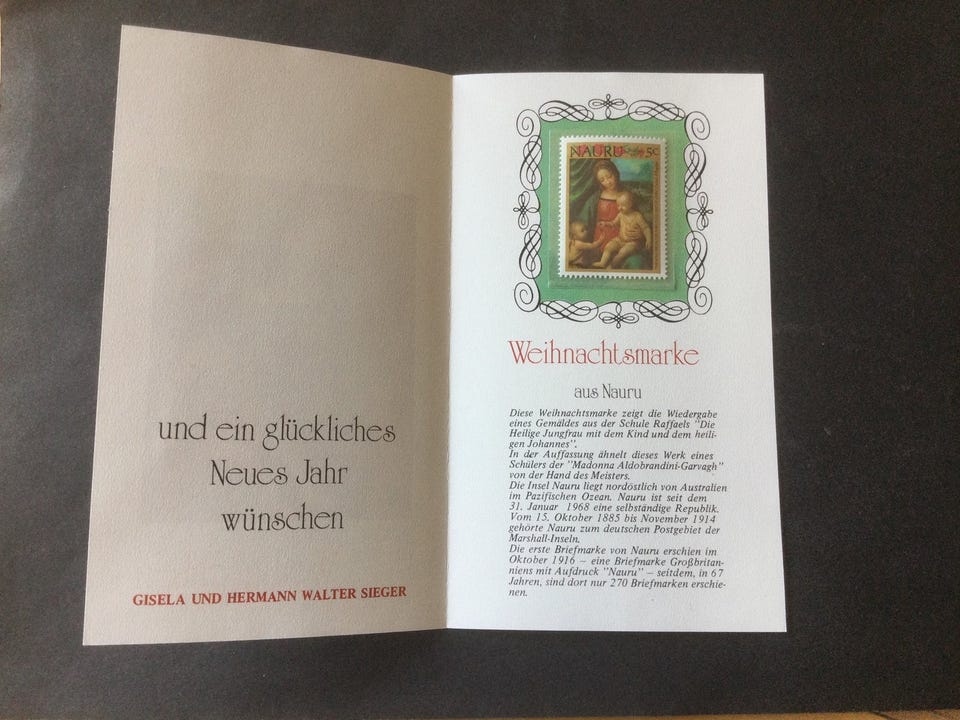 und ein glückliches
Neues Jahr
wünschen
GISELA UND HERMANN WALTER SIEGER
NAURU 5c
Weihnachtsmarke
aus Nauru
Diese Weihnachtsmarke zeigt die Wiedergabe
eines Gemäldes aus der Schule Raffaels "Die
Heilige Jungfrau mit dem Kind und dem heili-
gen Johannes".
In der Auffassung ähnelt dieses Werk eines
Schülers der "Madonna Aldobrandini-Garvagh"
von der Hand des Meisters.
Die Insel Nauru liegt nordöstlich von Australien
im Pazifischen Ozean. Nauru ist seit dem
31. Januar 1968 eine selbständige Republik.
Vom 15. Oktober 1885 bis November 1914
gehörte Nauru zum deutschen Postgebiet der
Marshall-Inseln.
Die erste Briefmarke von Nauru erschien im
Oktober 1916 – eine Briefmarke Großbritan-
niens mit Aufdruck "Nauru" – seitdem, in 67
Jahren, sind dort nur 270 Briefmarken erschie-
nen.